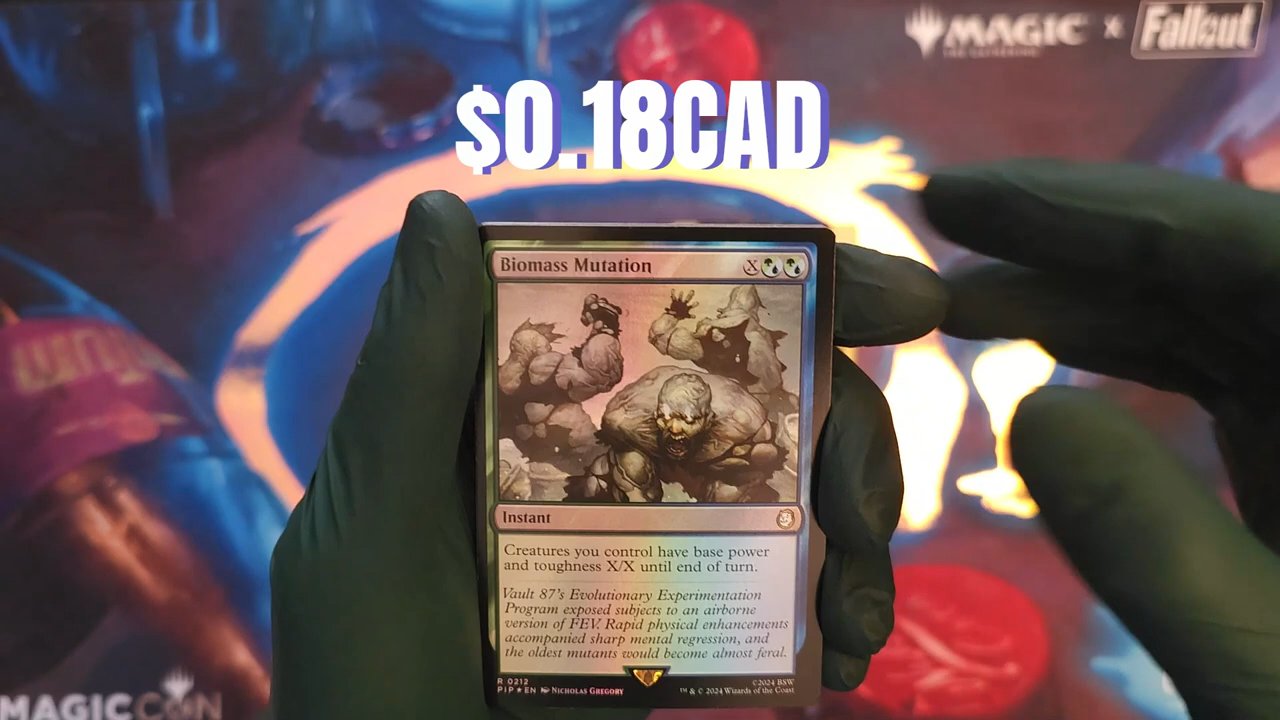 MAGIC × Fallout
THE GATHERING
$0.18CAD
Biomass Mutation
X
Instant
Creatures you control have base power
and toughness X/X until end of turn.
Vault 87's Evolutionary Experimentation
Program exposed subjects to an airborne
version of FEV. Rapid physical enhancements
accompanied sharp mental regression, and
the oldest mutants would become almost feral.
R 0212
PIP ★ EN Nicholas Gregory
©2024 BSW
™ & © 2024 Wizards of the Coast
MAGICCON